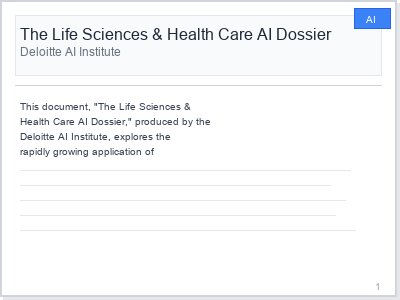 AI
The Life Sciences & Health Care AI Dossier
Deloitte AI Institute
This document, "The Life Sciences &
Health Care AI Dossier," produced by the
Deloitte AI Institute, explores the
rapidly growing application of
1